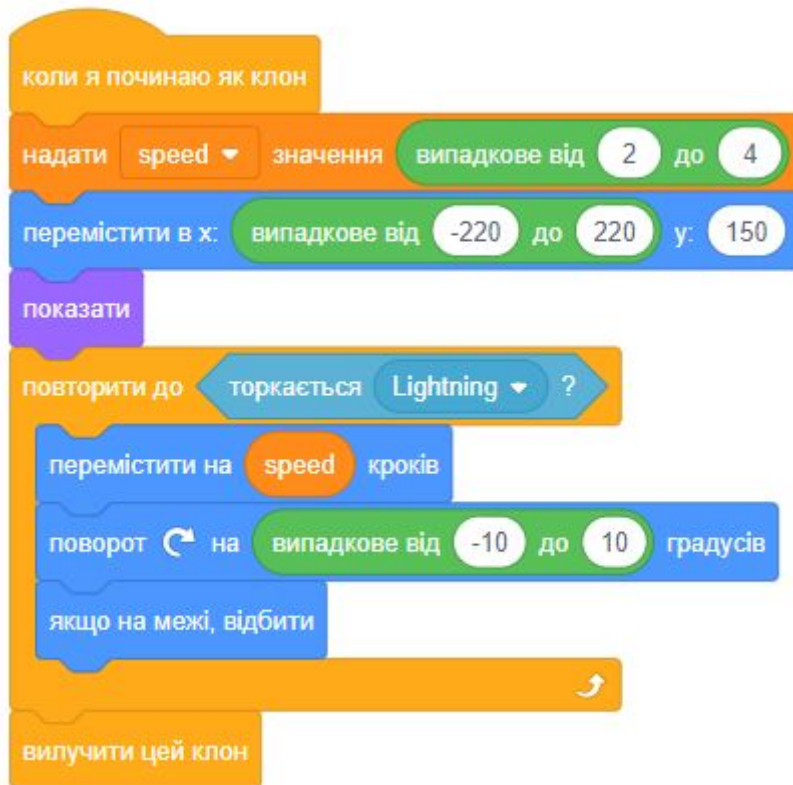 коли я починаю як клон
надати speed значення випадкове від 2 до 4
перемістити в x: випадкове від -220 до 220 y: 150
показати
повторити до торкається Lightning ?
перемістити на speed кроків
поворот на випадкове від -10 до 10 градусів
якщо на межі, відбити
вилучити цей клон